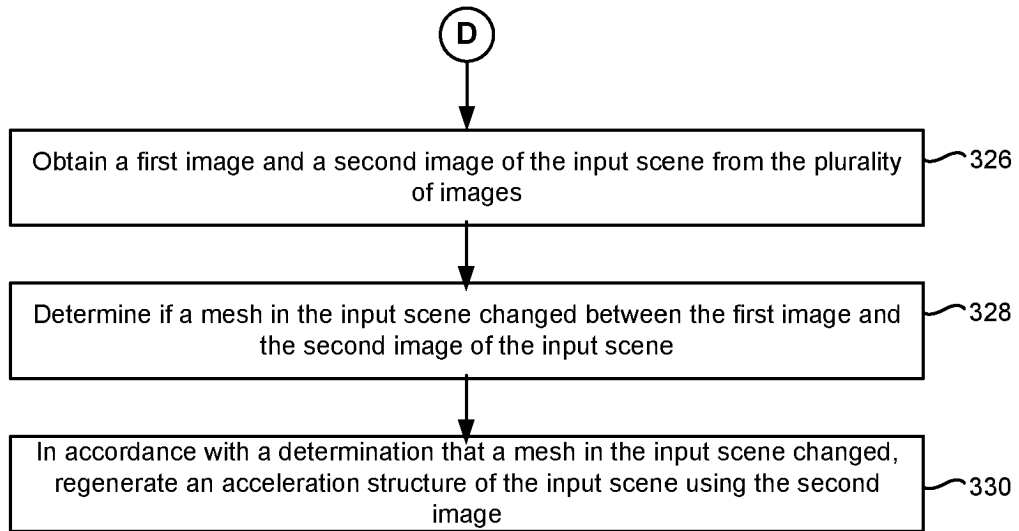 D
Obtain a first image and a second image of the input scene from the plurality
of images
326
Determine if a mesh in the input scene changed between the first image and
the second image of the input scene
328
In accordance with a determination that a mesh in the input scene changed,
regenerate an acceleration structure of the input scene using the second
image
330